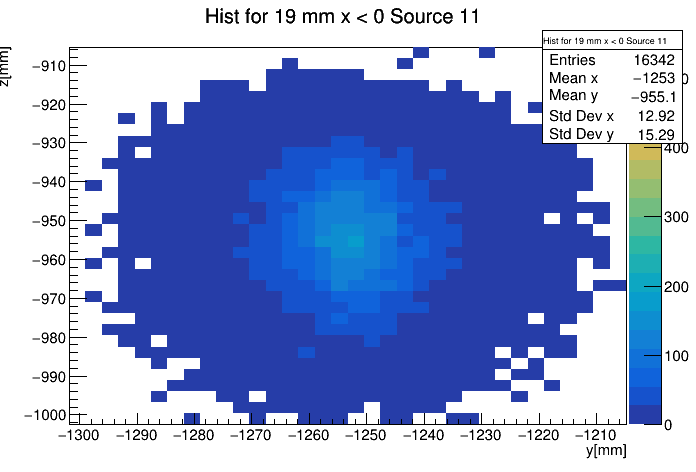 Hist for 19 mm x < 0 Source 11
z[mm]
Hist for 19 mm x < 0 Source 11
Entries 16342
Mean x −1253
Mean y −955.1
Std Dev x 12.92
Std Dev y 15.29
−910
−920
−930
−940
−950
−960
−970
−980
−990
−1000
0
400
300
200
100
0
−1300 −1290 −1280 −1270 −1260 −1250 −1240 −1230 −1220 −1210
y[mm]